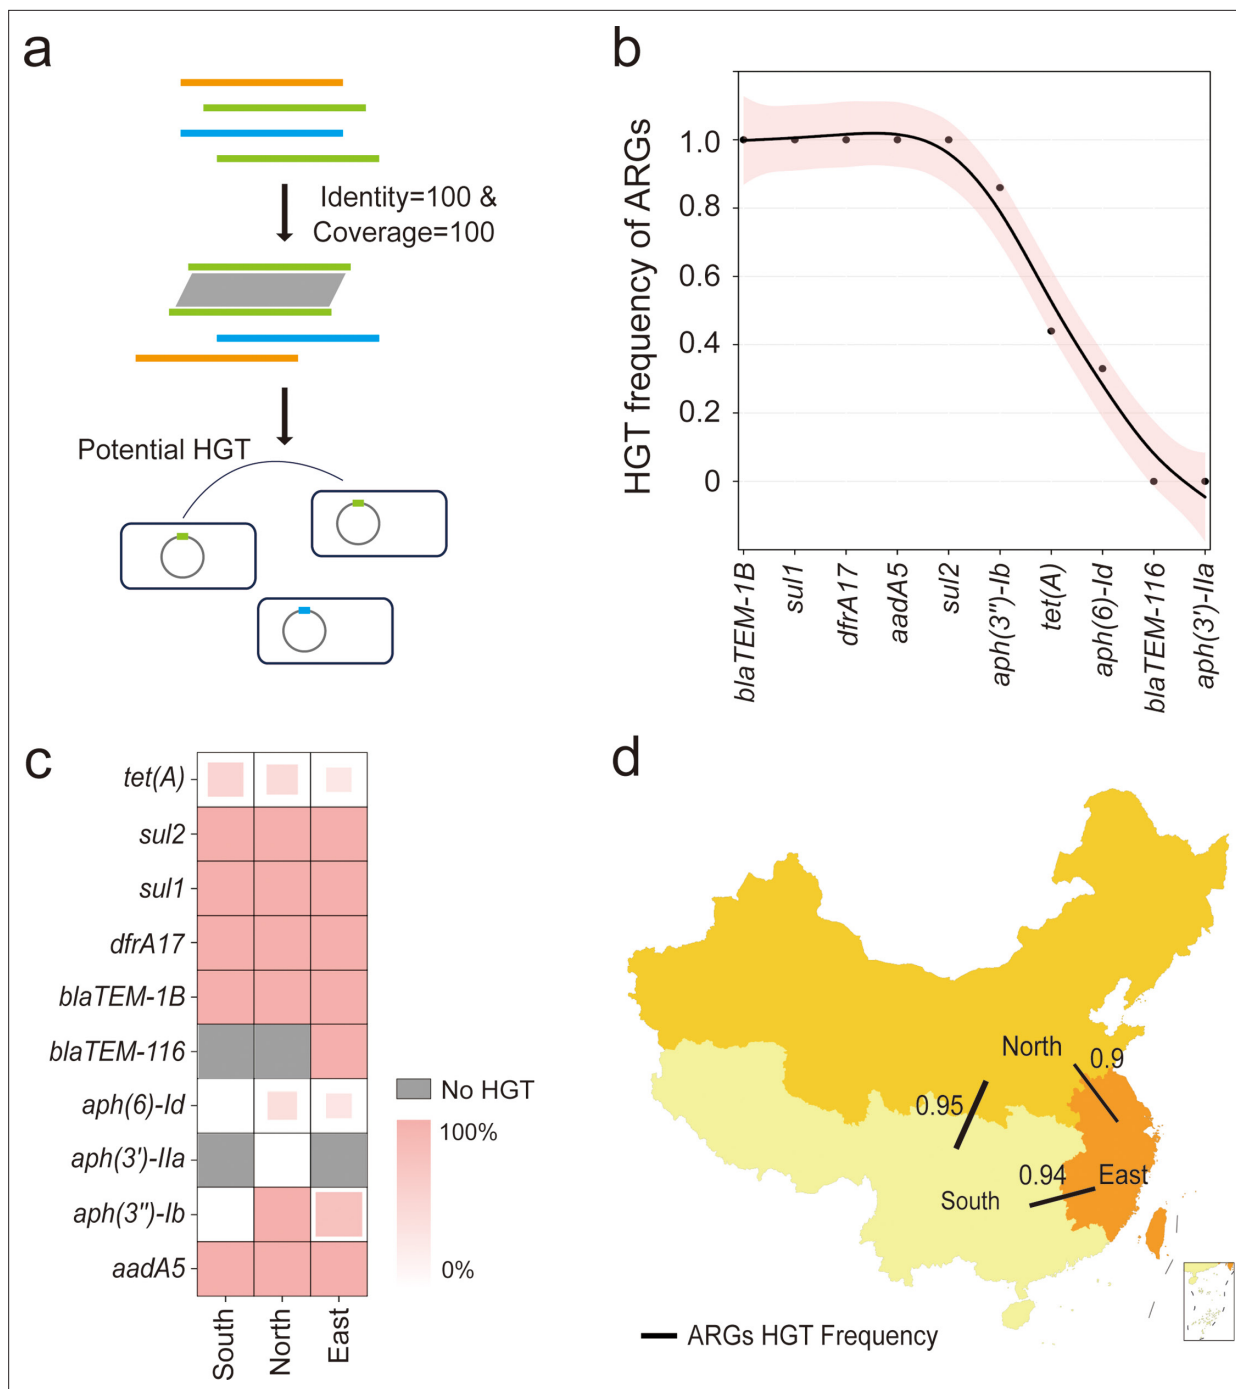 a
Identity=100 &
Coverage=100
Potential HGT
b
HGT frequency of ARGs
1.0
0.8
0.6
0.4
0.2
0
blaTEM-1B
sul1
dfrA17
aadA5
sul2
aph(3")-Ib
tet(A)
aph(6)-Id
blaTEM-116
aph(3')-IIa
c
tet(A)
sul2
sul1
dfrA17
blaTEM-1B
blaTEM-116
aph(6)-Id
aph(3')-IIa
aph(3")-Ib
aadA5
South
North
East
No HGT
100%
0%
d
North
0.9
0.95
0.94
East
South
ARGs HGT Frequency